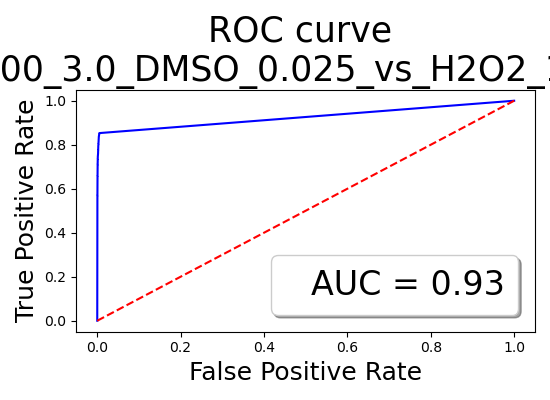 ROC curve
00_3.0_DMSO_0.025_vs_H2O2_
True Positive Rate
1.0
0.8
0.6
0.4
0.2
0.0
AUC = 0.93
0.0 0.2 0.4 0.6 0.8 1.0
False Positive Rate